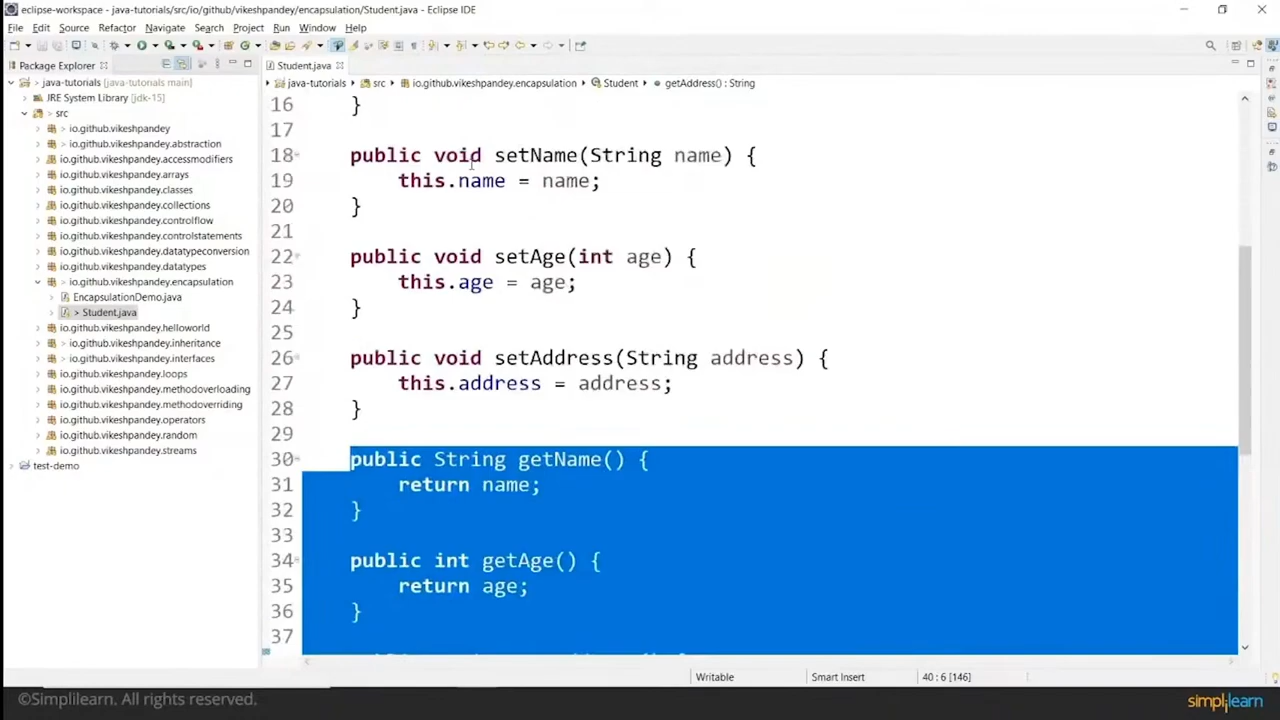 eclipse-workspace - java-tutorials/src/io/github/vikeshpandey/encapsulation/Student.java - Eclipse IDE
File Edit Source Refactor Navigate Search Project Run Window Help
Package Explorer
java-tutorials [java-tutorials main]
JRE System Library [jdk-15]
src
> io.github.vikeshpandey
> io.github.vikeshpandey.abstraction
io.github.vikeshpandey.accessmodifiers
io.github.vikeshpandey.arrays
io.github.vikeshpandey.classes
io.github.vikeshpandey.collections
io.github.vikeshpandey.controlflow
io.github.vikeshpandey.controlstatements
io.github.vikeshpandey.datatypeconversion
io.github.vikeshpandey.datatypes
> io.github.vikeshpandey.encapsulation
EncapsulationDemo.java
> Student.java
io.github.vikeshpandey.helloworld
> io.github.vikeshpandey.inheritance
> io.github.vikeshpandey.interfaces
io.github.vikeshpandey.loops
io.github.vikeshpandey.methodoverloading
io.github.vikeshpandey.methodoverriding
io.github.vikeshpandey.operators
io.github.vikeshpandey.random
io.github.vikeshpandey.streams
test-demo
Student.java
java-tutorials src io.github.vikeshpandey.encapsulation Student getAddress() : String
16 }
17
18 public void setName(String name) {
19 this.name = name;
20 }
21
22 public void setAge(int age) {
23 this.age = age;
24 }
25
26 public void setAddress(String address) {
27 this.address = address;
28 }
29
30 public String getName() {
31 return name;
32 }
33
34 public int getAge() {
35 return age;
36 }
37
Writable Smart Insert 40 : 6 [146]
©Simplilearn. All rights reserved.
simplilearn